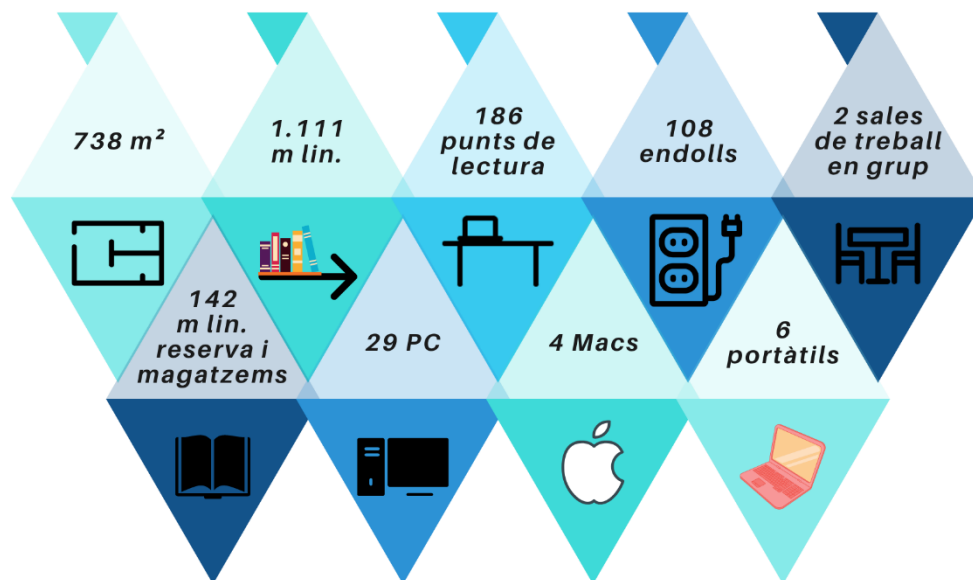 738 m²
1.111
m lin.
186
punts de
lectura
108
endolls
2 sales
de treball
en grup
142
m lin.
reserva i
magatzems
29 PC
4 Macs
6
portàtils